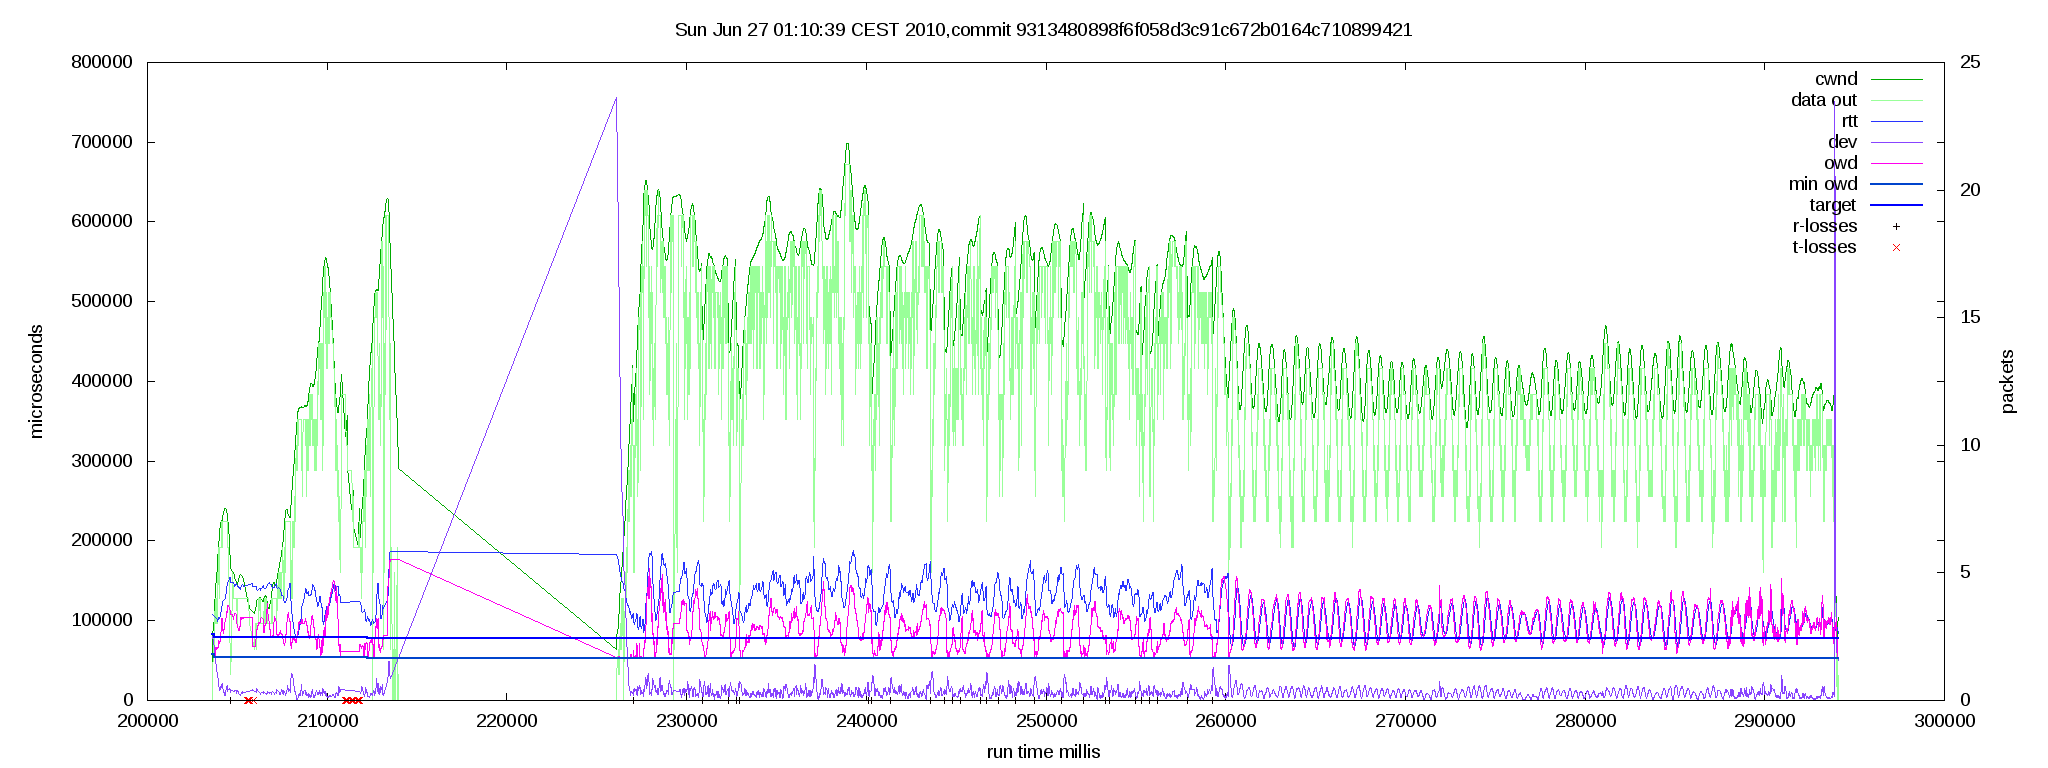 Sun Jun 27 01:10:39 CEST 2010,commit 9313480898f6f058d3c91c672b0164c710899421
800000
700000
600000
500000
400000
300000
200000
100000
0
microseconds
25
20
15
10
5
0
packets
cwnd
data out
rtt
dev
owd
min owd
target
r-losses
t-losses
200000 210000 220000 230000 240000 250000 260000 270000 280000 290000 300000
run time millis